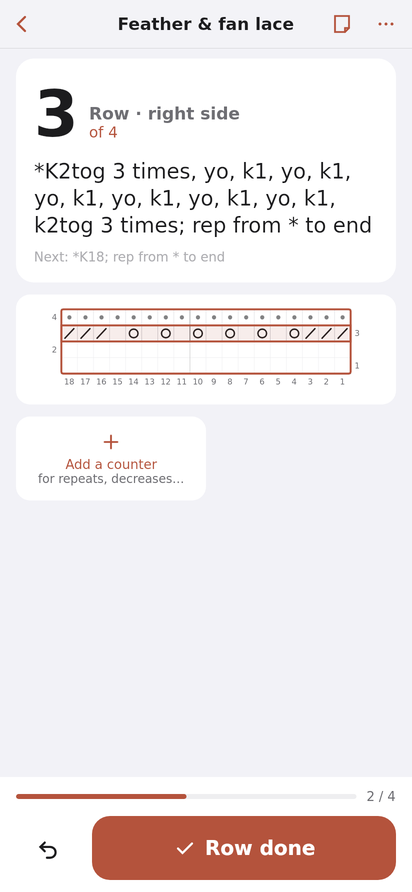 Feather & fan lace
3
Row · right side
of 4
*K2tog 3 times, yo, k1, yo, k1,
yo, k1, yo, k1, yo, k1, yo, k1,
k2tog 3 times; rep from * to end
Next: *K18; rep from * to end
4
3
2
1
18 17 16 15 14 13 12 11 10 9 8 7 6 5 4 3 2 1
Add a counter
for repeats, decreases...
2 / 4
Row done